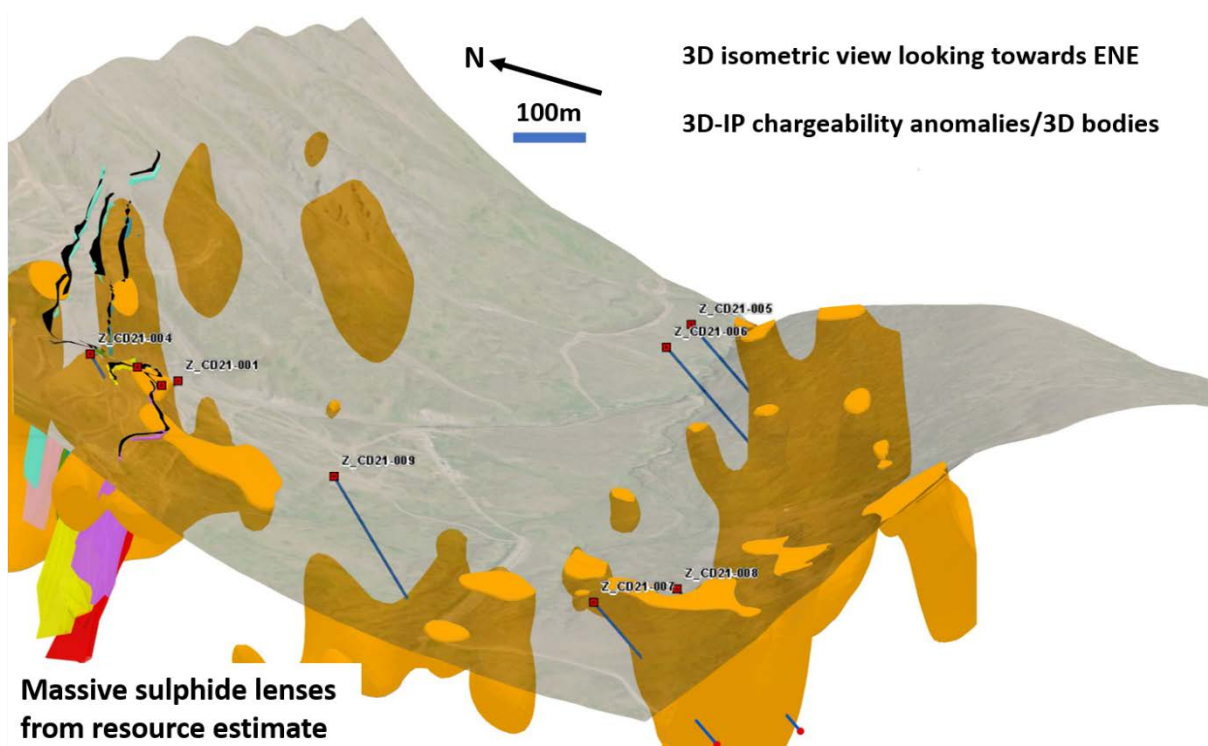 N
3D isometric view looking towards ENE
100m
3D-IP chargeability anomalies/3D bodies
Z_CD21-005
Z_CD21-006
Z_CD21-004
Z_CD21-001
Z_CD21-009
Z_CD21-008
Z_CD21-007
Massive sulphide lenses
from resource estimate